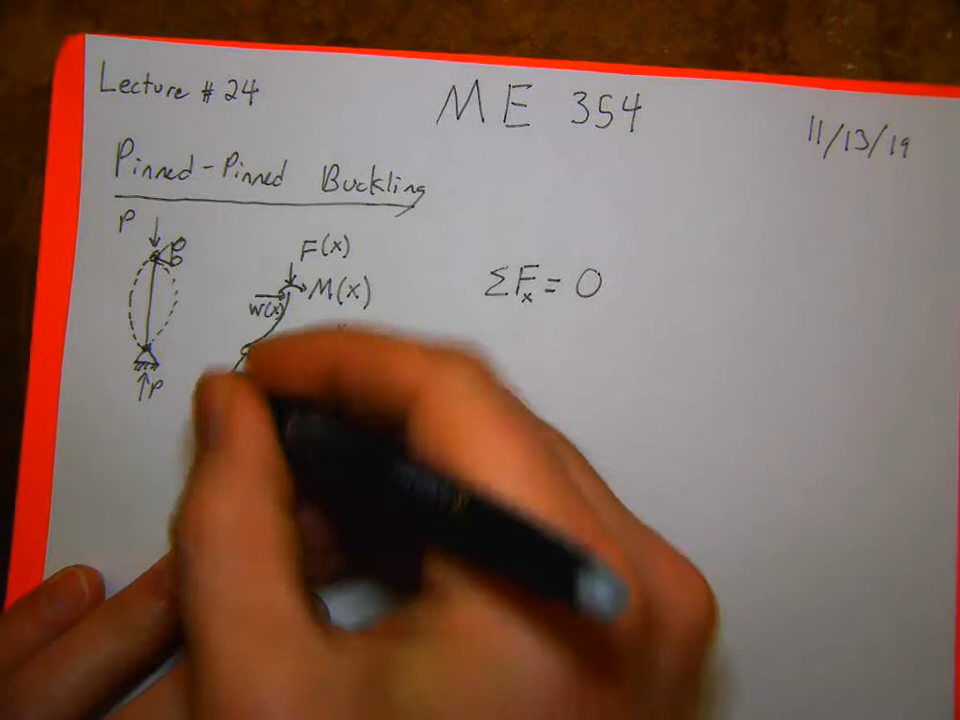 Lecture # 24
ME 354
11/13/19
Pinned-Pinned Buckling
P
F(x)
M(x)
w(x)
ΣFₓ = 0
P